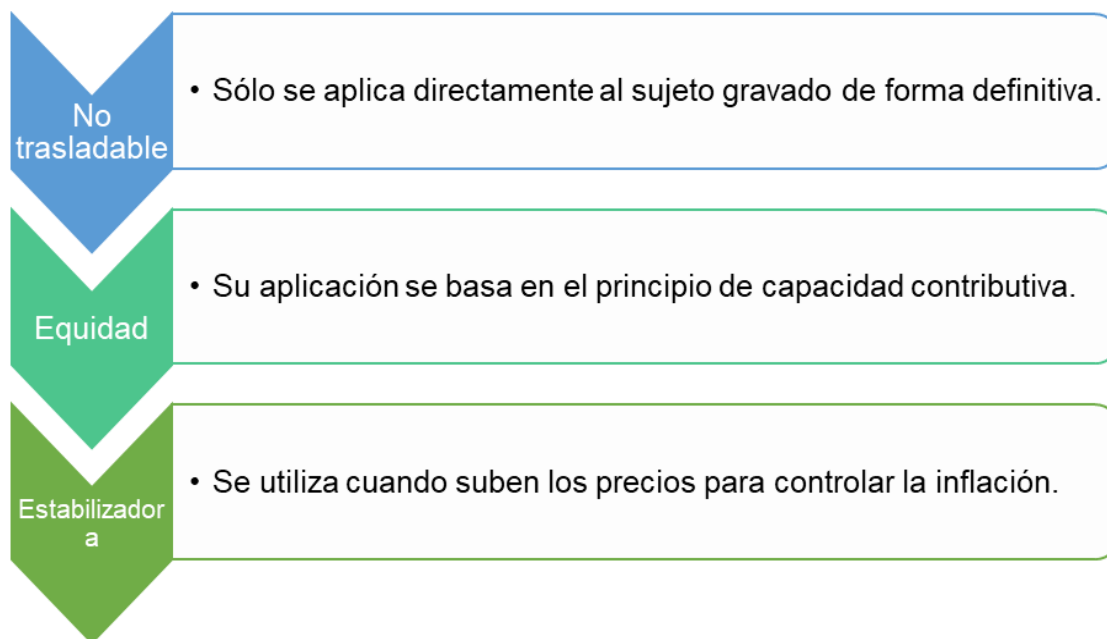 No
trasladable
• Sólo se aplica directamente al sujeto gravado de forma definitiva.
Equidad
• Su aplicación se basa en el principio de capacidad contributiva.
Estabilizador
a
• Se utiliza cuando suben los precios para controlar la inflación.